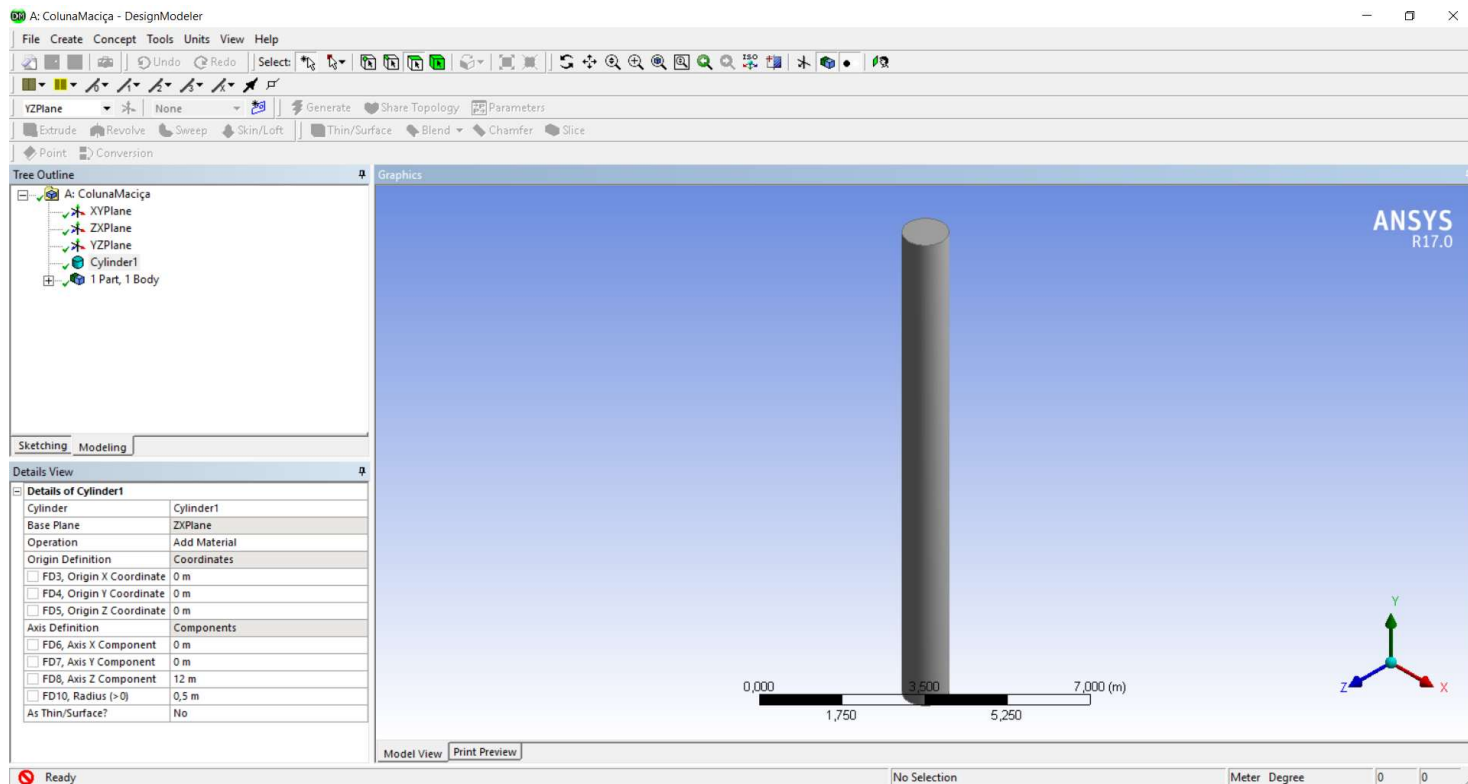 A: ColunaMaciça - DesignModeler
File Create Concept Tools Units View Help
Undo Redo Select: ISO
YZPlane None Generate Share Topology Parameters
Extrude Revolve Sweep Skin/Loft Thin/Surface Blend Chamfer Slice
Point Conversion
Tree Outline
A: ColunaMaciça
XYPlane
ZXPlane
YZPlane
Cylinder1
1 Part, 1 Body
Sketching Modeling
Details View
Details of Cylinder1
Cylinder Cylinder1
Base Plane ZXPlane
Operation Add Material
Origin Definition Coordinates
FD3, Origin X Coordinate 0 m
FD4, Origin Y Coordinate 0 m
FD5, Origin Z Coordinate 0 m
Axis Definition Components
FD6, Axis X Component 0 m
FD7, Axis Y Component 0 m
FD8, Axis Z Component 12 m
FD10, Radius (>0) 0,5 m
As Thin/Surface? No
Graphics
ANSYS
R17.0
Y
Z X
0,000 3,500 7,000 (m)
1,750 5,250
Model View Print Preview
Ready No Selection Meter Degree 0 0